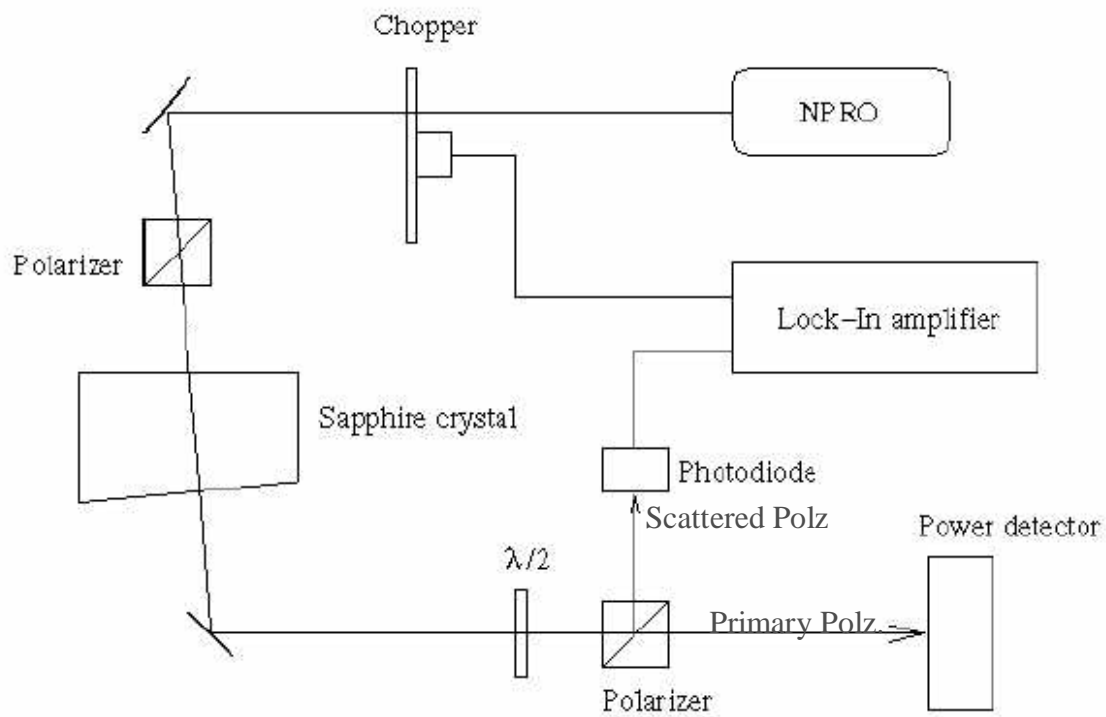 Chopper
NPRO
Polarizer
Lock-In amplifier
Sapphire crystal
Photodiode
Scattered Polz
Power detector
λ/2
Primary Polz.
Polarizer